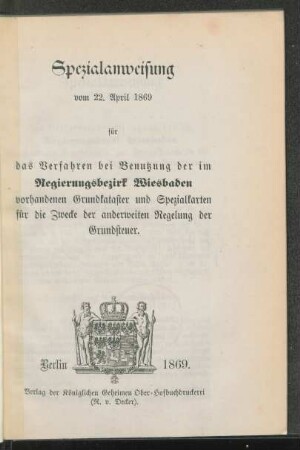 Spezialanweisung
vom 22. April 1869
für
das Verfahren bei Benutzung der im
Regierungsbezirk Wiesbaden
vorhandenen Grundkataster und Spezialkarten
für die Zwecke der anderweiten Regelung der
Grundsteuer.
Berlin 1869.
Verlag der Königlichen Geheimen Ober-Hofbuchdruckerei
(R. v. Decker).